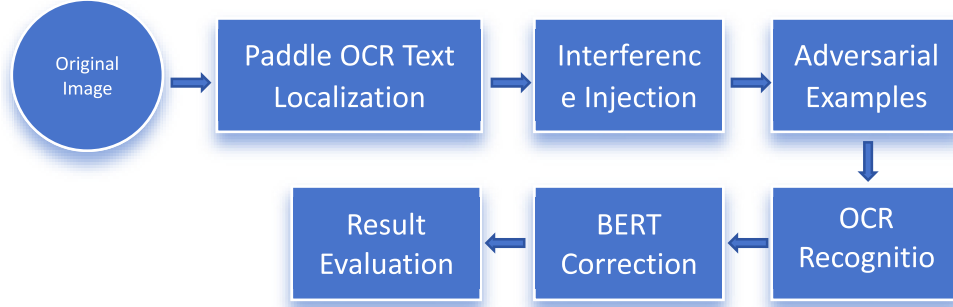 Original
Image
Paddle OCR Text
Localization
Interferenc
e Injection
Adversarial
Examples
OCR
Recognitio
BERT
Correction
Result
Evaluation